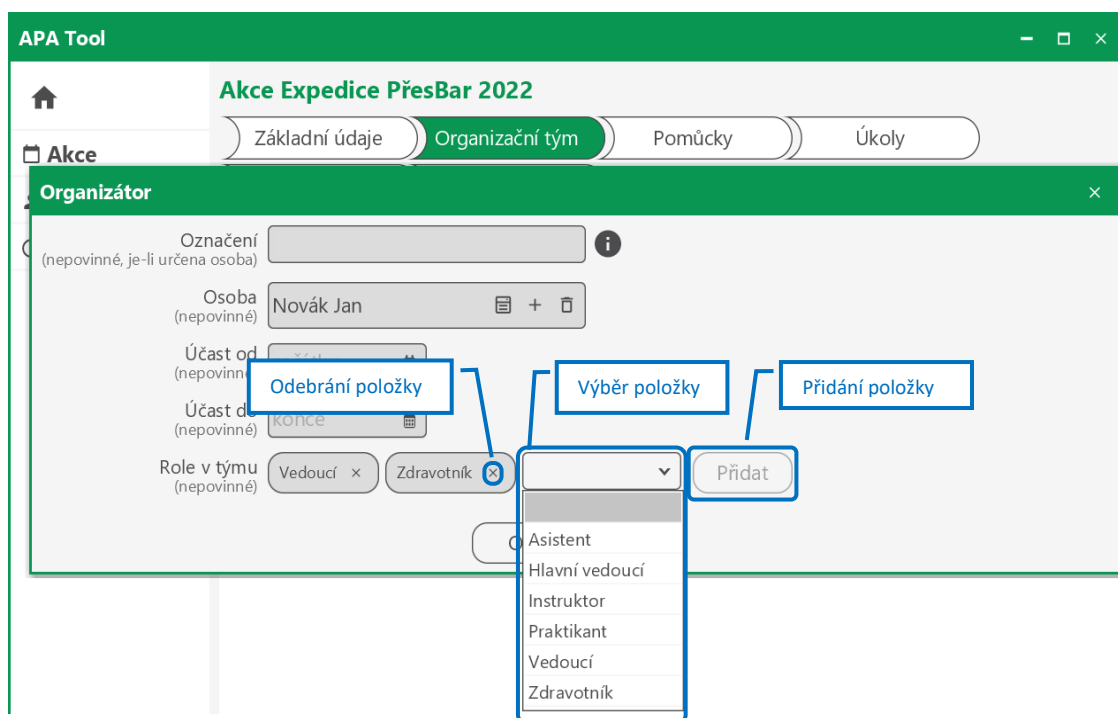 APA Tool
Akce Expedice PřesBar 2022
Základní údaje
Organizační tým
Pomůcky
Úkoly
Akce
Organizátor
Označení
(nepovinné, je-li určena osoba)
Osoba
(nepovinné)
Novák Jan
Účast od
Odebrání položky
Výběr položky
Přidání položky
Účast do
(nepovinné)
konce
Role v týmu
(nepovinné)
Vedoucí
Zdravotník
Přidat
Asistent
Hlavní vedoucí
Instruktor
Praktikant
Vedoucí
Zdravotník